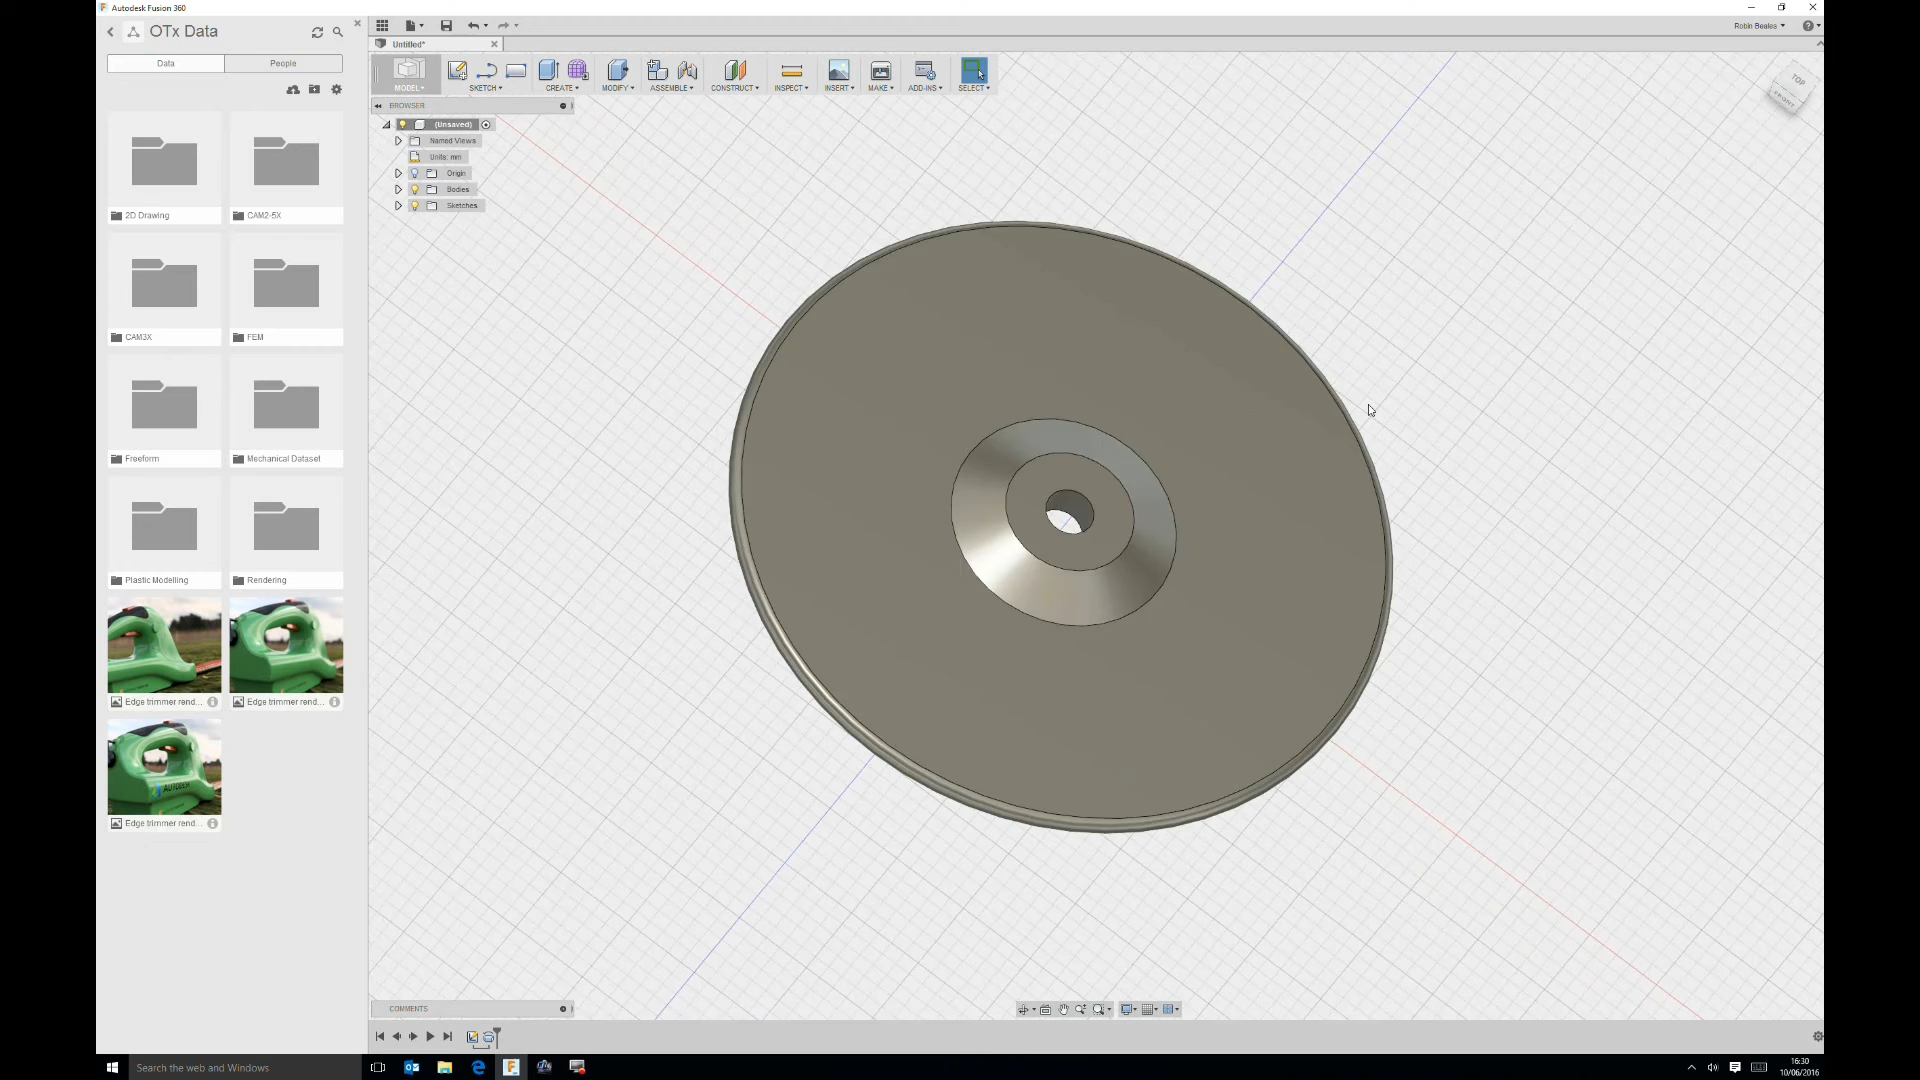 Autodesk Fusion 360
OTx Data
Data
People
2D Drawing
CAM2-5X
CAM3X
FEM
Freeform
Mechanical Dataset
Plastic Modelling
Rendering
Edge trimmer rend...
Edge trimmer rend...
AUTODESK
Edge trimmer rend...
Robin Beales
Untitled*
MODEL
SKETCH
CREATE
MODIFY
ASSEMBLE
CONSTRUCT
INSPECT
INSERT
MAKE
ADD-INS
SELECT
BROWSER
(Unsaved)
Named Views
Units: mm
Origin
Bodies
Sketches
TOP
FRONT
COMMENTS
Search the web and Windows
16:30
10/06/2016